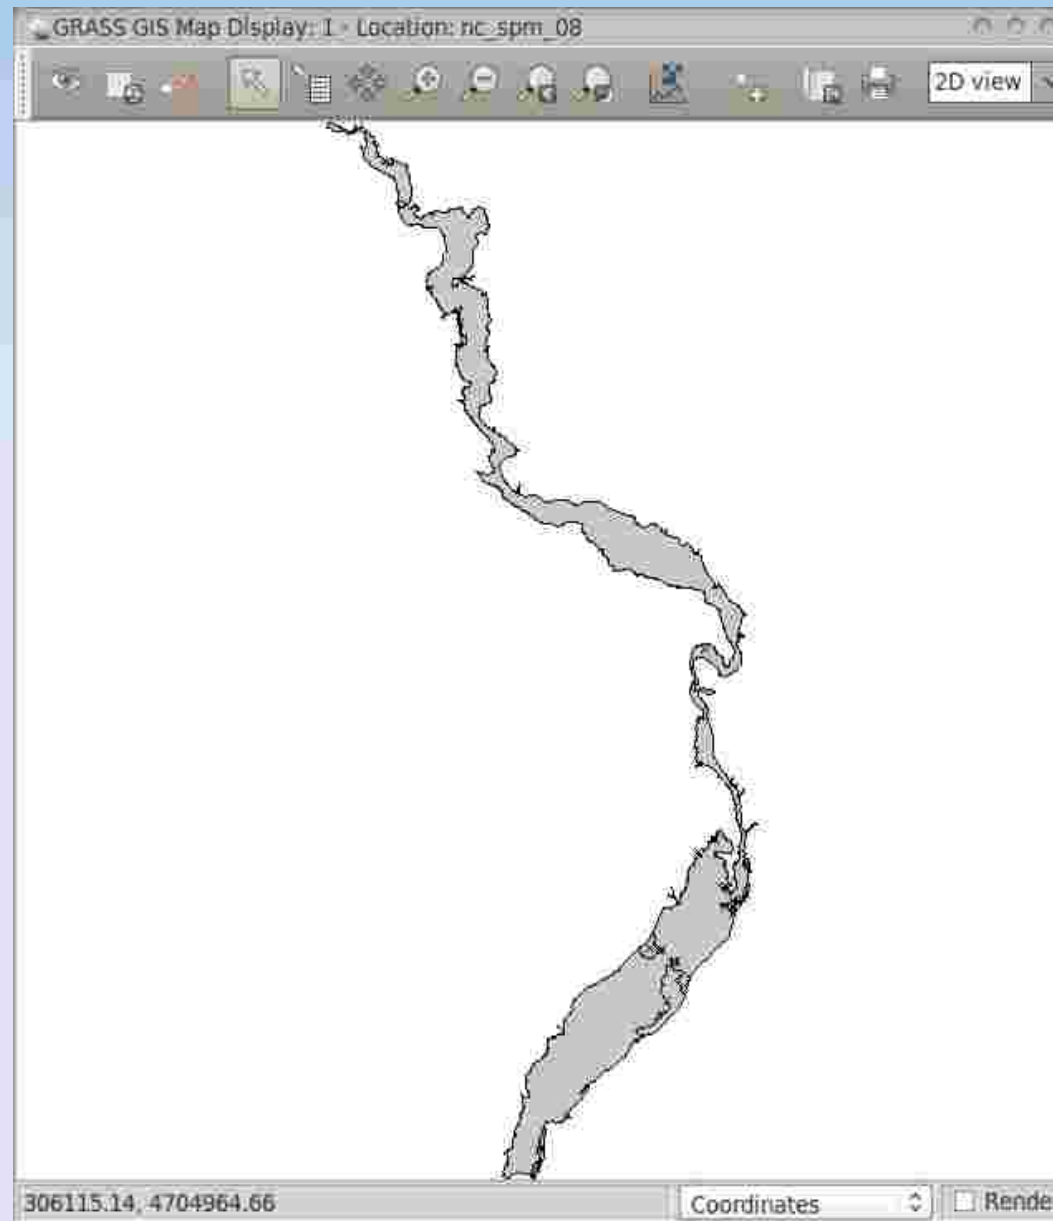 GRASS GIS Map Display: 1 - Location: nc_spm_08
2D view
306115.14, 4704964.66
Coordinates
Rende